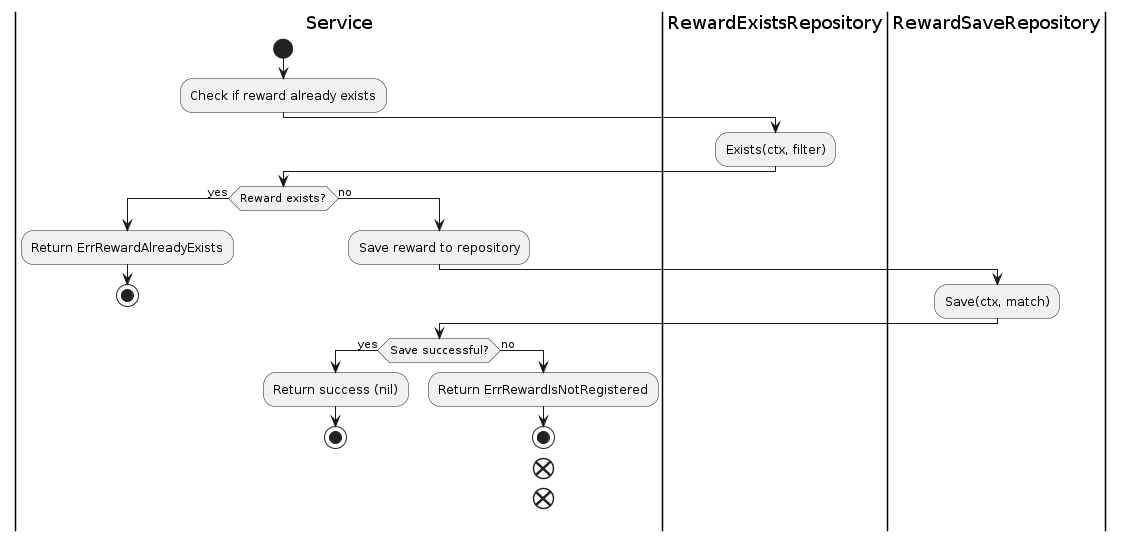 Service
RewardExistsRepository
RewardSaveRepository
Check if reward already exists
Exists(ctx, filter)
yes
Reward exists?
no
Return ErrRewardAlreadyExists
Save reward to repository
Save(ctx, match)
yes
Save successful?
no
Return success (nil)
Return ErrRewardIsNotRegistered